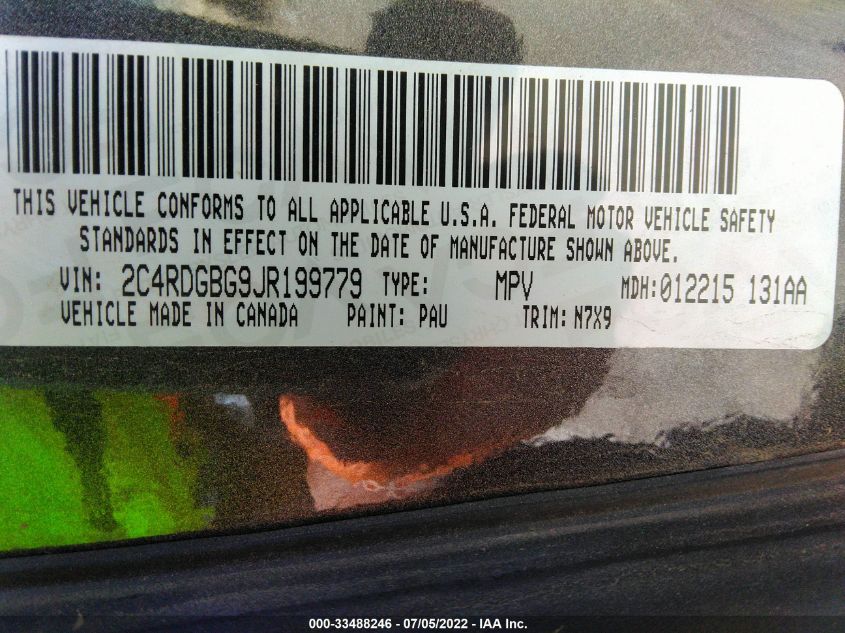 THIS VEHICLE CONFORMS TO ALL APPLICABLE U.S.A. FEDERAL MOTOR VEHICLE SAFETY
STANDARDS IN EFFECT ON THE DATE OF MANUFACTURE SHOWN ABOVE.
VIN: 2C4RDGBG9JR199779 TYPE: MPV MDH:012215 131AA
VEHICLE MADE IN CANADA PAINT: PAU TRIM: N7X9
000-33488246 - 07/05/2022 - IAA Inc.